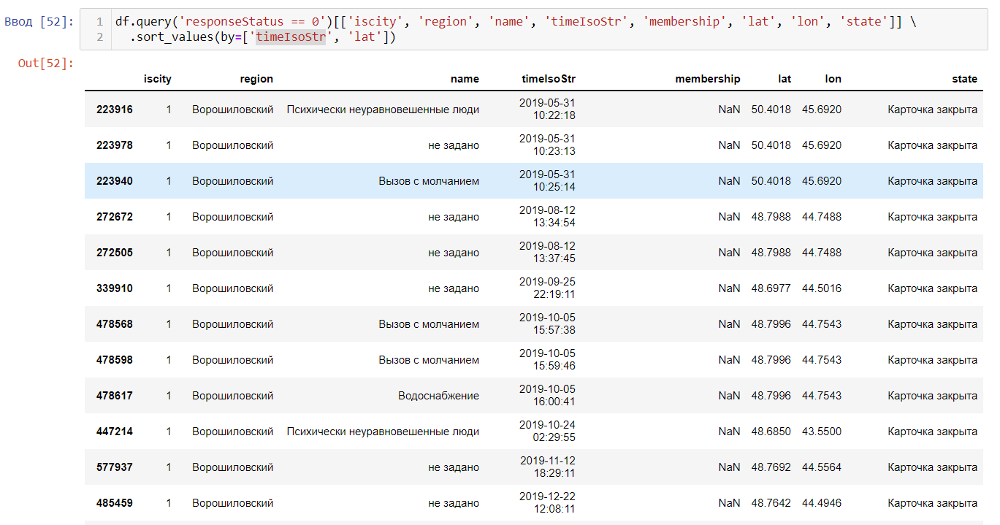 Ввод [52]: 1 df.query('responseStatus == 0')[['iscity', 'region', 'name', 'timeIsoStr', 'membership', 'lat', 'lon', 'state']] \
2 .sort_values(by=['timeIsoStr', 'lat'])
Out[52]:
iscity region name timeIsoStr membership lat lon state
223916 1 Ворошиловский Психически неуравновешенные люди 2019-05-31 10:22:18 NaN 50.4018 45.6920 Карточка закрыта
223978 1 Ворошиловский не задано 2019-05-31 10:23:13 NaN 50.4018 45.6920 Карточка закрыта
223940 1 Ворошиловский Вызов с молчанием 2019-05-31 10:25:14 NaN 50.4018 45.6920 Карточка закрыта
272672 1 Ворошиловский не задано 2019-08-12 13:34:54 NaN 48.7988 44.7488 Карточка закрыта
272505 1 Ворошиловский не задано 2019-08-12 13:37:45 NaN 48.7988 44.7488 Карточка закрыта
339910 1 Ворошиловский не задано 2019-09-25 22:19:11 NaN 48.6977 44.5016 Карточка закрыта
478568 1 Ворошиловский Вызов с молчанием 2019-10-05 15:57:38 NaN 48.7996 44.7543 Карточка закрыта
478598 1 Ворошиловский Вызов с молчанием 2019-10-05 15:59:46 NaN 48.7996 44.7543 Карточка закрыта
478617 1 Ворошиловский Водоснабжение 2019-10-05 16:00:41 NaN 48.7996 44.7543 Карточка закрыта
447214 1 Ворошиловский Психически неуравновешенные люди 2019-10-24 02:29:55 NaN 48.6850 43.5500 Карточка закрыта
577937 1 Ворошиловский не задано 2019-11-12 18:29:11 NaN 48.7692 44.5564 Карточка закрыта
485459 1 Ворошиловский не задано 2019-12-22 12:08:11 NaN 48.7642 44.4946 Карточка закрыта